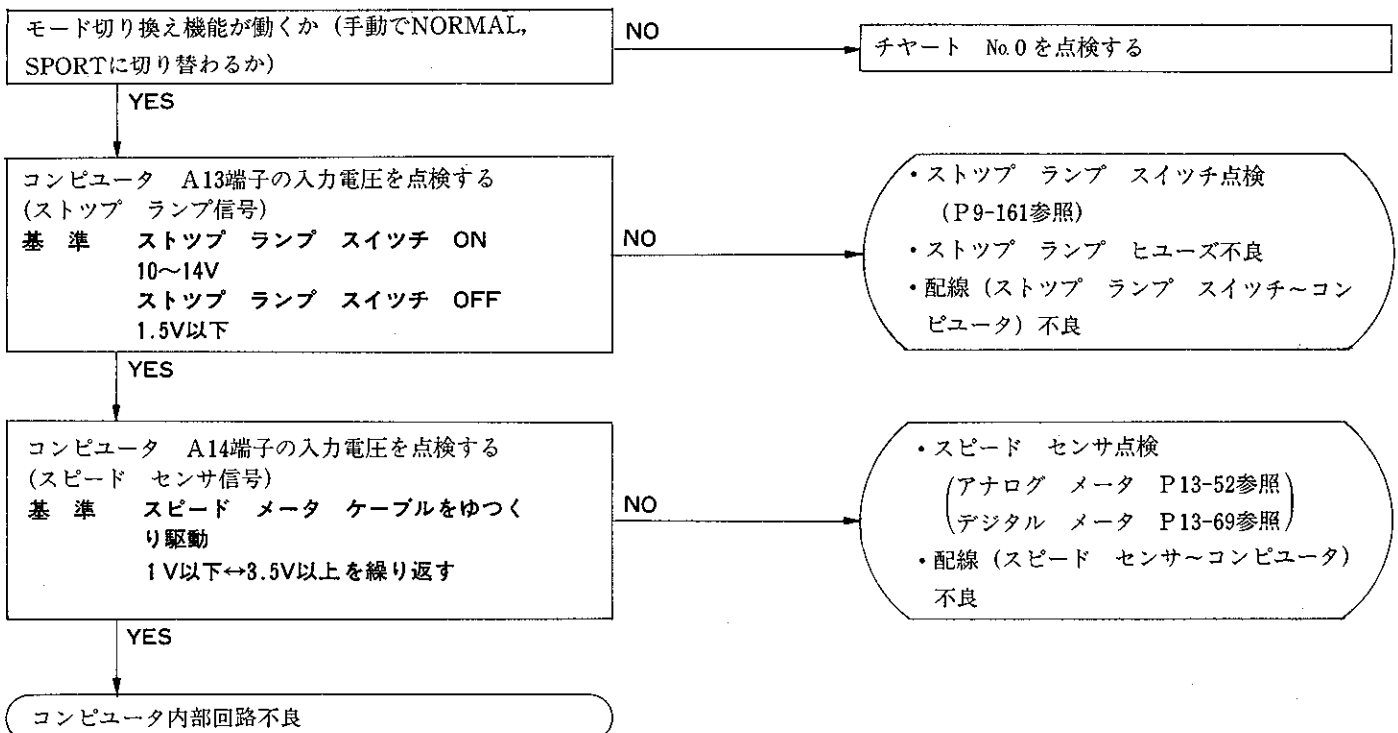 モード切り換え機能が働くか (手動でNORMAL,
SPORTに切り替わるか)
NO
チヤート No.0 を点検する
YES
コンピユータ A13端子の入力電圧を点検する
(ストツプ ランプ信号)
基 準 ストツプ ランプ スイツチ ON
10~14V
ストツプ ランプ スイツチ OFF
1.5V以下
NO
・ストツプ ランプ スイツチ点検
(P9-161参照)
・ストツプ ランプ ヒユーズ不良
・配線 (ストツプ ランプ スイツチ~コン
ピユータ) 不良
YES
コンピユータ A14端子の入力電圧を点検する
(スピード センサ信号)
基 準 スピード メータ ケーブルをゆつく
り駆動
1V以下↔3.5V以上を繰り返す
NO
・スピード センサ点検
(アナログ メータ P13-52参照)
(デジタル メータ P13-69参照)
・配線 (スピード センサ~コンピユータ)
不良
YES
コンピユータ内部回路不良